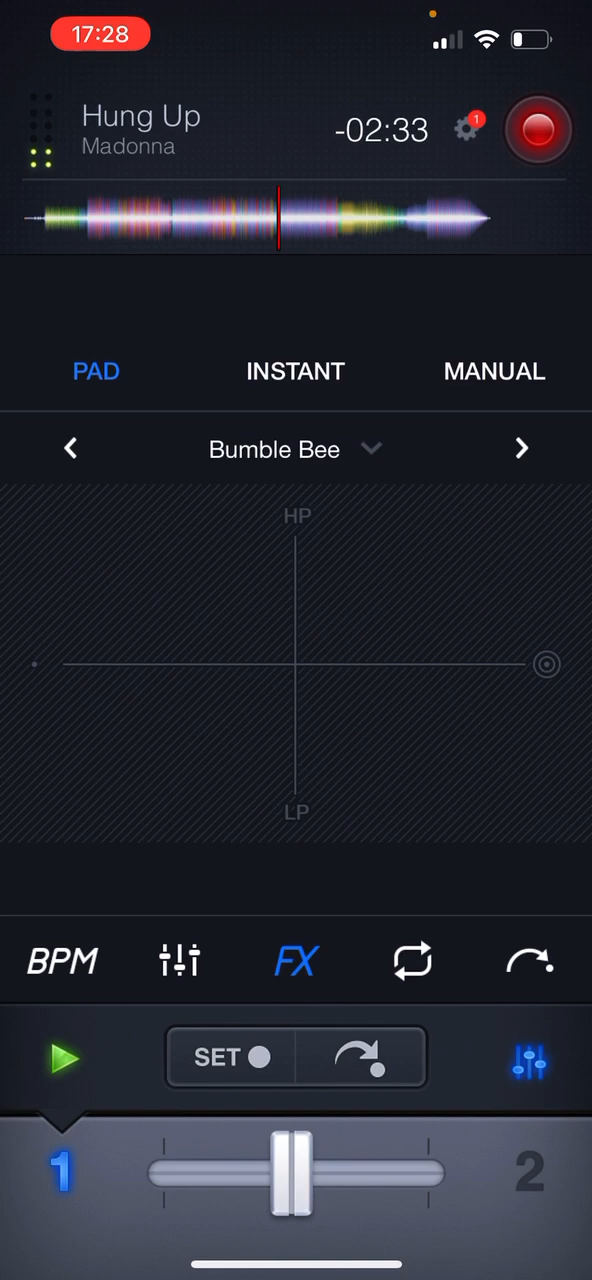 17:28
Hung Up
Madonna
-02:33
1
PAD INSTANT MANUAL
Bumble Bee
HP
LP
BPM FX
SET
1 2